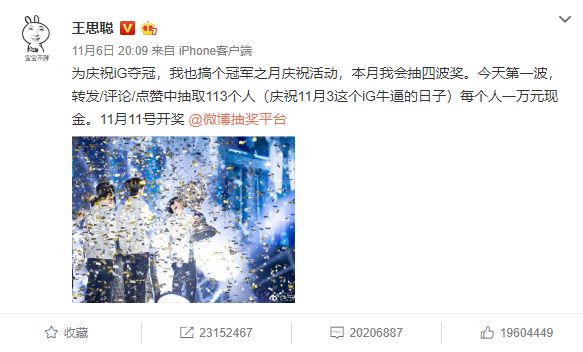 王思聪
宝宝不胖
11月6日 20:09 来自 iPhone客户端
为庆祝iG夺冠，我也搞个冠军之月庆祝活动，本月我会抽四波奖。今天第一波，
转发/评论/点赞中抽取113个人（庆祝11月3这个iG牛逼的日子）每个人一万元现
金。11月11号开奖 @微博抽奖平台
收藏
23152467
20206887
19604449